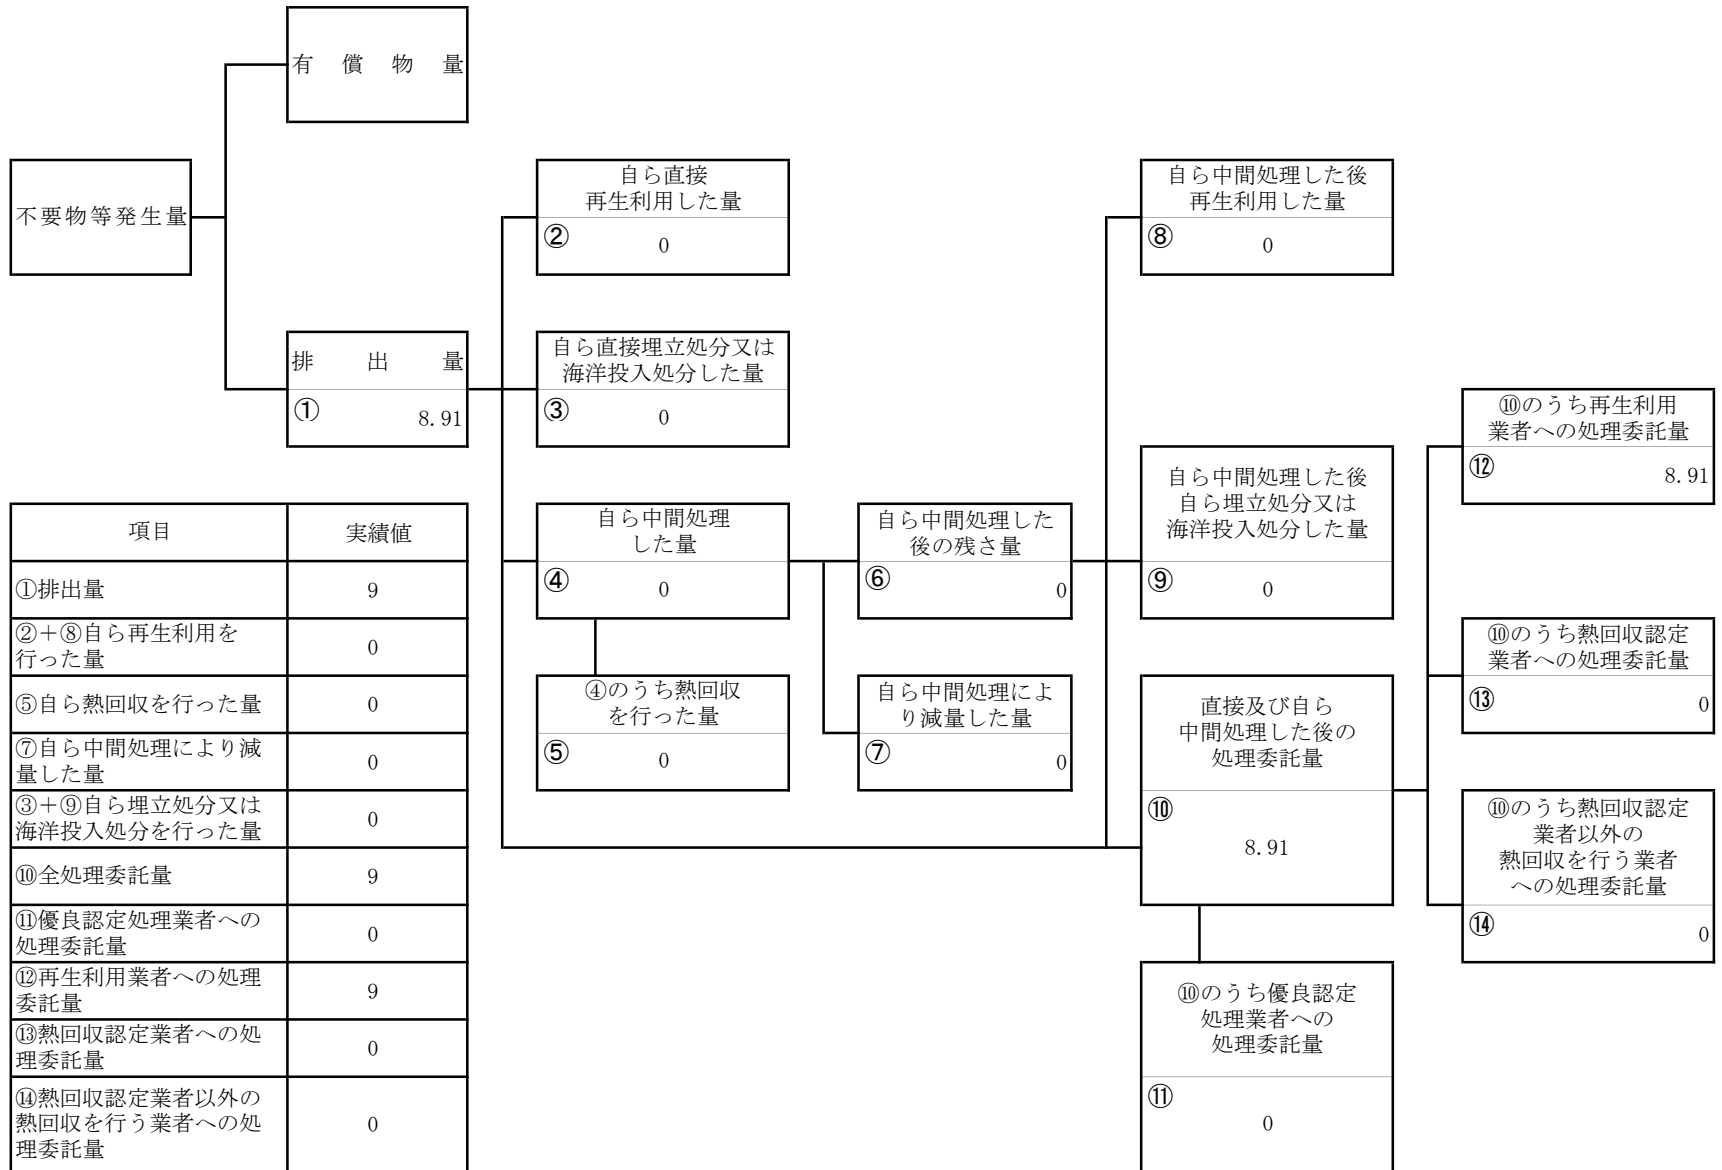 有償物量
不要物等発生量
排出量
①
8.91
自ら直接
再生利用した量
②
0
自ら直接埋立処分又は
海洋投入処分した量
③
0
自ら中間処理
した量
④
0
④のうち熱回収
を行った量
⑤
0
自ら中間処理した
後の残さ量
⑥
0
自ら中間処理によ
り減量した量
⑦
0
自ら中間処理した後
再生利用した量
⑧
0
自ら中間処理した後
自ら埋立処分又は
海洋投入処分した量
⑨
0
直接及び自ら
中間処理した後の
処理委託量
⑩
8.91
⑩のうち優良認定
処理業者への
処理委託量
⑪
0
⑩のうち再生利用
業者への処理委託量
⑫
8.91
⑩のうち熱回収認定
業者への処理委託量
⑬
0
⑩のうち熱回収認定
業者以外の
熱回収を行う業者
への処理委託量
⑭
0
項目 実績値
①排出量 9
②＋⑧自ら再生利用を
行った量 0
⑤自ら熱回収を行った量 0
⑦自ら中間処理により減
量した量 0
③＋⑨自ら埋立処分又は
海洋投入処分を行った量 0
⑩全処理委託量 9
⑪優良認定処理業者への
処理委託量 0
⑫再生利用業者への処理
委託量 9
⑬熱回収認定業者への処
理委託量 0
⑭熱回収認定業者以外の
熱回収を行う業者への処
理委託量 0